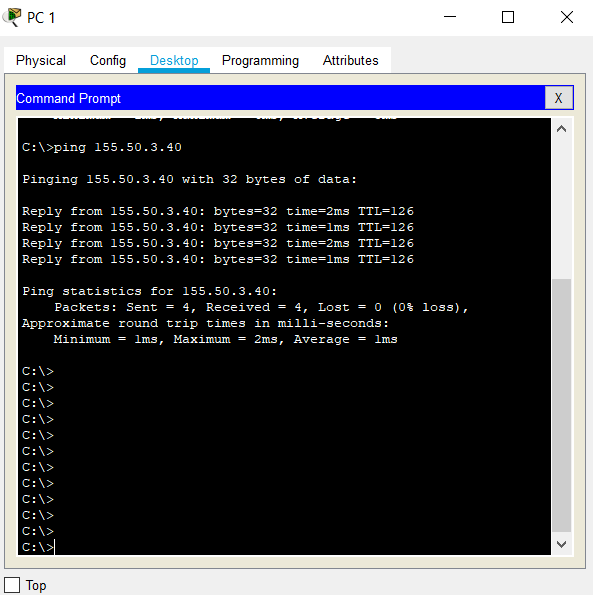 PC 1
Physical Config Desktop Programming Attributes
Command Prompt X
C:\>ping 155.50.3.40
Pinging 155.50.3.40 with 32 bytes of data:
Reply from 155.50.3.40: bytes=32 time=2ms TTL=126
Reply from 155.50.3.40: bytes=32 time=1ms TTL=126
Reply from 155.50.3.40: bytes=32 time=2ms TTL=126
Reply from 155.50.3.40: bytes=32 time=1ms TTL=126
Ping statistics for 155.50.3.40:
Packets: Sent = 4, Received = 4, Lost = 0 (0% loss),
Approximate round trip times in milli-seconds:
Minimum = 1ms, Maximum = 2ms, Average = 1ms
C:\>
C:\>
C:\>
C:\>
C:\>
C:\>
C:\>
C:\>
C:\>
C:\>
C:\>
C:\>
Top